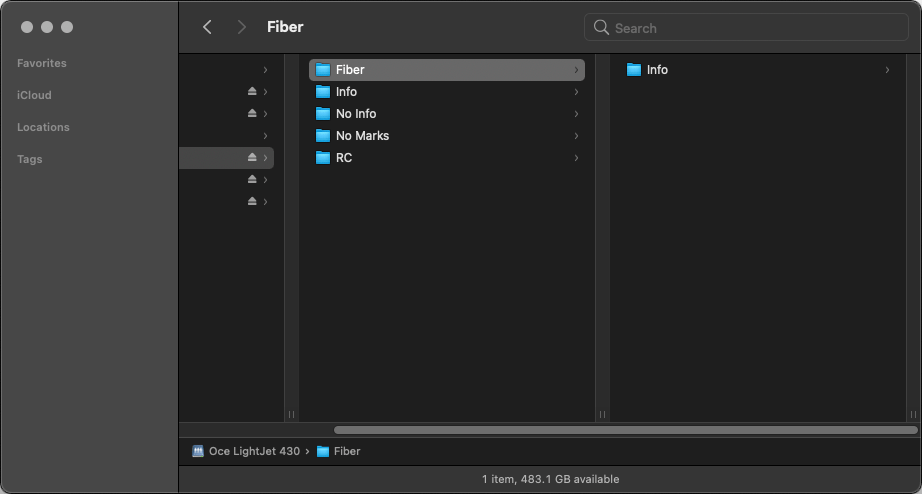 Fiber
Search
Favorites
iCloud
Locations
Tags
Fiber
Info
No Info
No Marks
RC
Info
Oce LightJet 430 › Fiber
1 item, 483.1 GB available